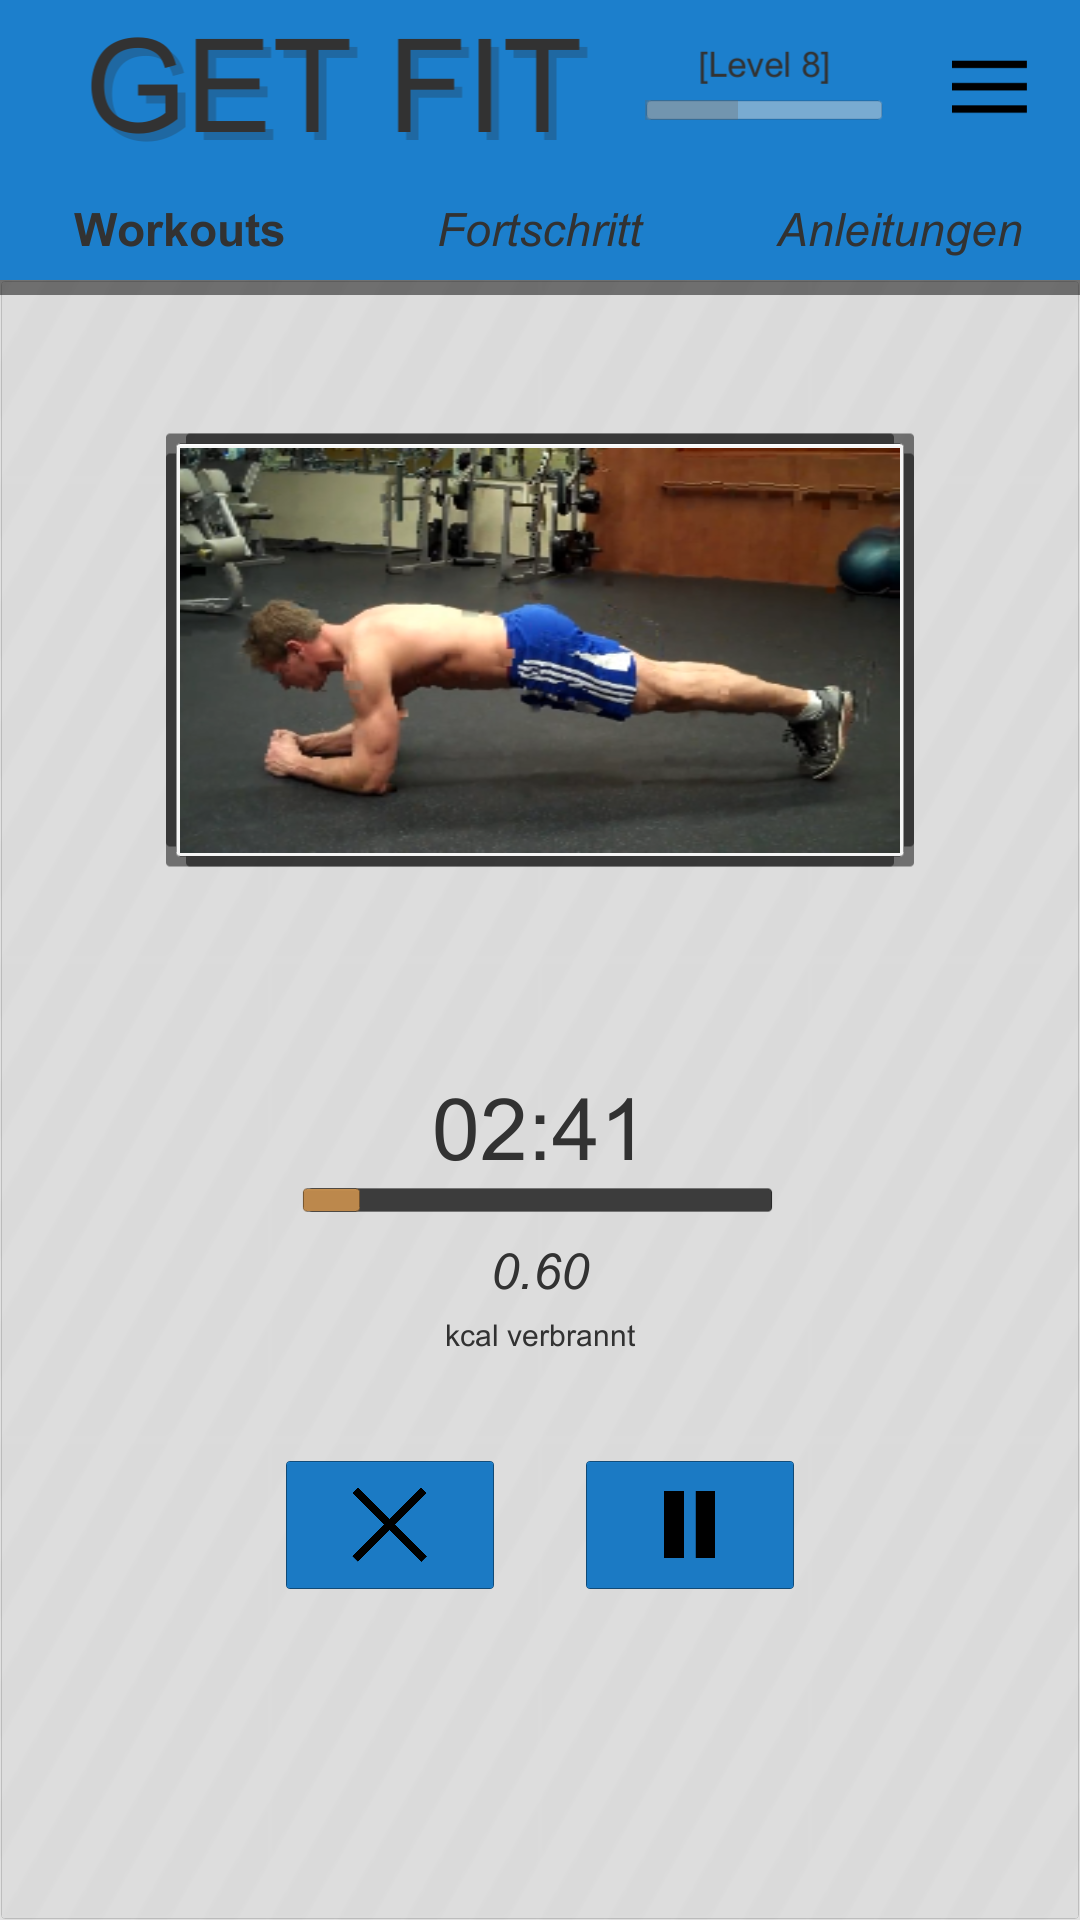 GET FIT
[Level 8]
Workouts
Fortschritt
Anleitungen
02:41
0.60
kcal verbrannt